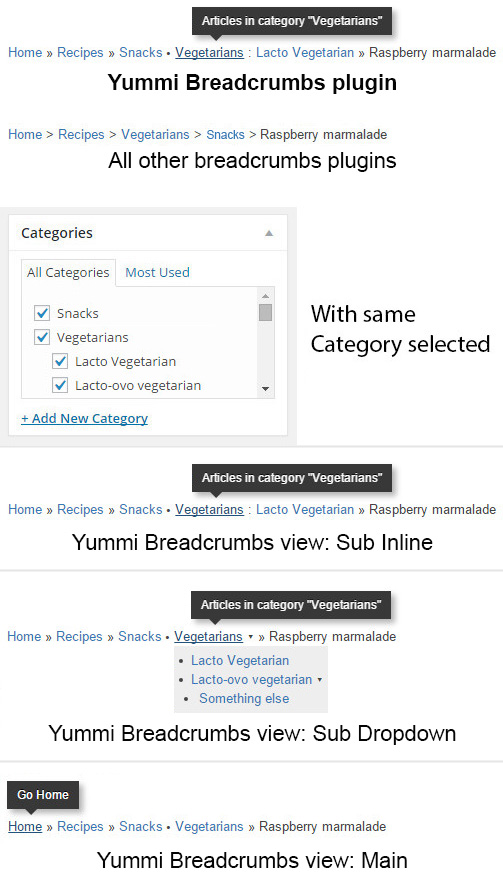 Articles in category "Vegetarians"
Home » Recipes » Snacks • Vegetarians : Lacto Vegetarian » Raspberry marmalade
Yummi Breadcrumbs plugin
Home > Recipes > Vegetarians > Snacks > Raspberry marmalade
All other breadcrumbs plugins
Categories
All Categories Most Used
Snacks
Vegetarians
Lacto Vegetarian
Lacto-ovo vegetarian
+ Add New Category
With same
Category selected
Articles in category "Vegetarians"
Home » Recipes » Snacks • Vegetarians : Lacto Vegetarian » Raspberry marmalade
Yummi Breadcrumbs view: Sub Inline
Articles in category "Vegetarians"
Home » Recipes » Snacks • Vegetarians ▾ » Raspberry marmalade
• Lacto Vegetarian
• Lacto-ovo vegetarian ▾
• Something else
Yummi Breadcrumbs view: Sub Dropdown
Go Home
Home » Recipes » Snacks • Vegetarians » Raspberry marmalade
Yummi Breadcrumbs view: Main